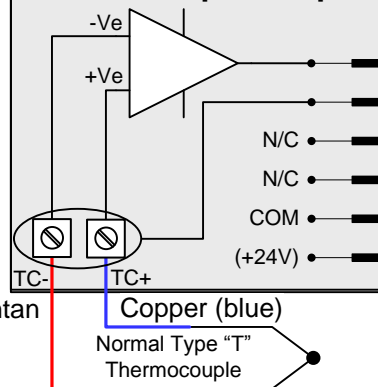 -Ve
+Ve
N/C
N/C
COM
(+24V)
TC-
TC+
Copper (blue)
Normal Type “T”
Thermocouple